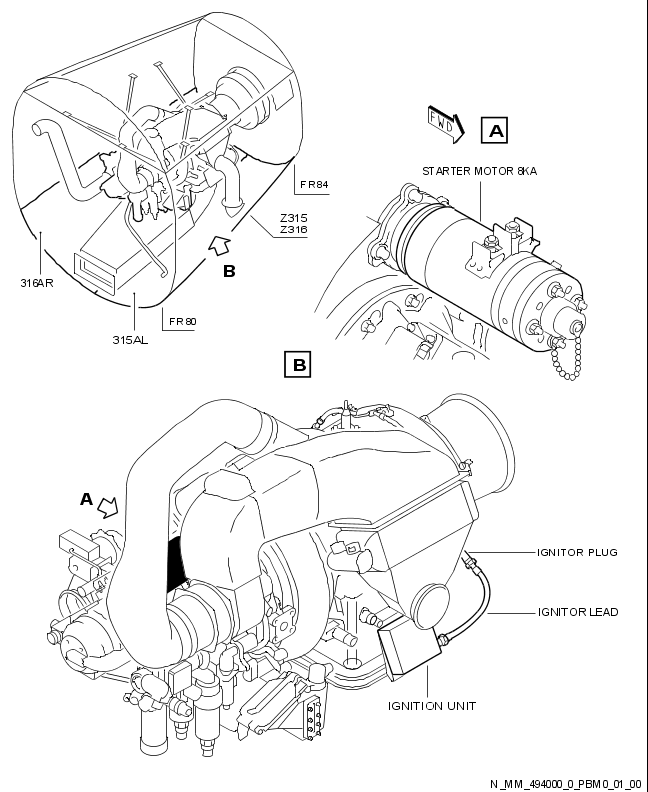 FWD
A
STARTER MOTOR 8KA
FR84
Z315
Z316
B
316AR
FR80
315AL
B
A
IGNITOR PLUG
IGNITOR LEAD
IGNITION UNIT
N_MM_494000_0_PBM0_01_00